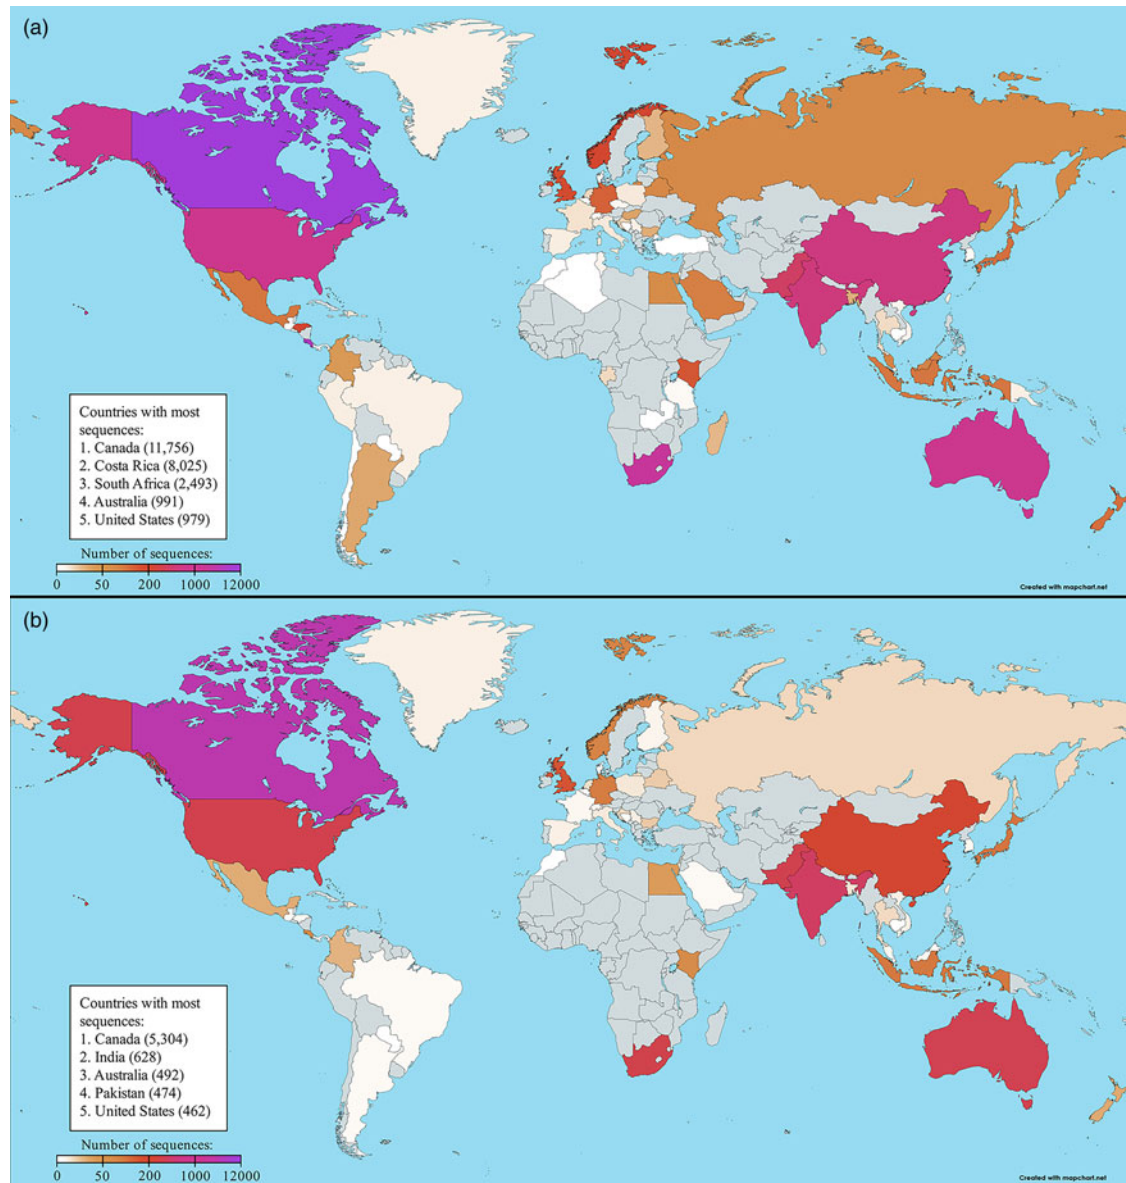 (a)
Countries with most
sequences:
1. Canada (11,756)
2. Costa Rica (8,025)
3. South Africa (2,493)
4. Australia (991)
5. United States (979)
Number of sequences:
0 50 200 1000 12000
Created with mapchart.net
(b)
Countries with most
sequences:
1. Canada (5,304)
2. India (628)
3. Australia (492)
4. Pakistan (474)
5. United States (462)
Number of sequences:
0 50 200 1000 12000
Created with mapchart.net